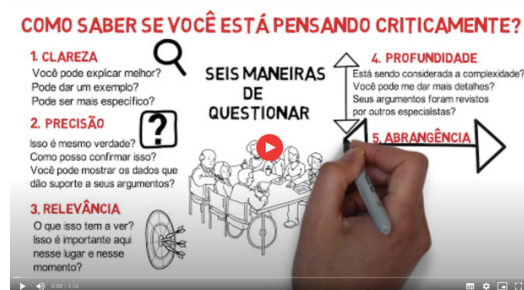 COMO SABER SE VOCÊ ESTÁ PENSANDO CRITICAMENTE?
1. CLAREZA
Você pode explicar melhor?
Pode dar um exemplo?
Pode ser mais específico?
2. PRECISÃO
Isso é mesmo verdade?
Como posso confirmar isso?
Você pode mostrar os dados que
dão suporte a seus argumentos?
?
3. RELEVÂNCIA
O que isso tem a ver?
Isso é importante aqui
nesse lugar e nesse
momento?
SEIS MANEIRAS
DE
QUESTIONAR
4. PROFUNDIDADE
Está sendo considerada a complexidade?
Você pode me dar mais detalhes?
Seus argumentos foram revistos
por outros especialistas?
5. ABRANGÊNCIA